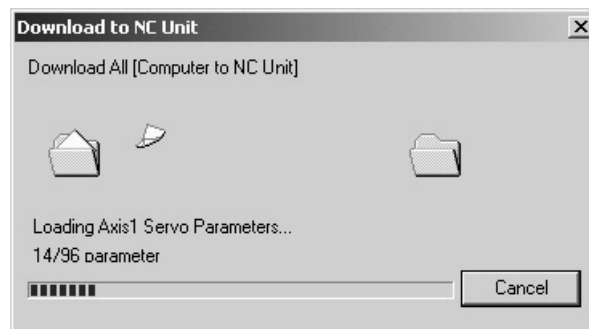 Download to NC Unit
Download All [Computer to NC Unit]
Loading Axis1 Servo Parameters...
14/96 parameter
Cancel